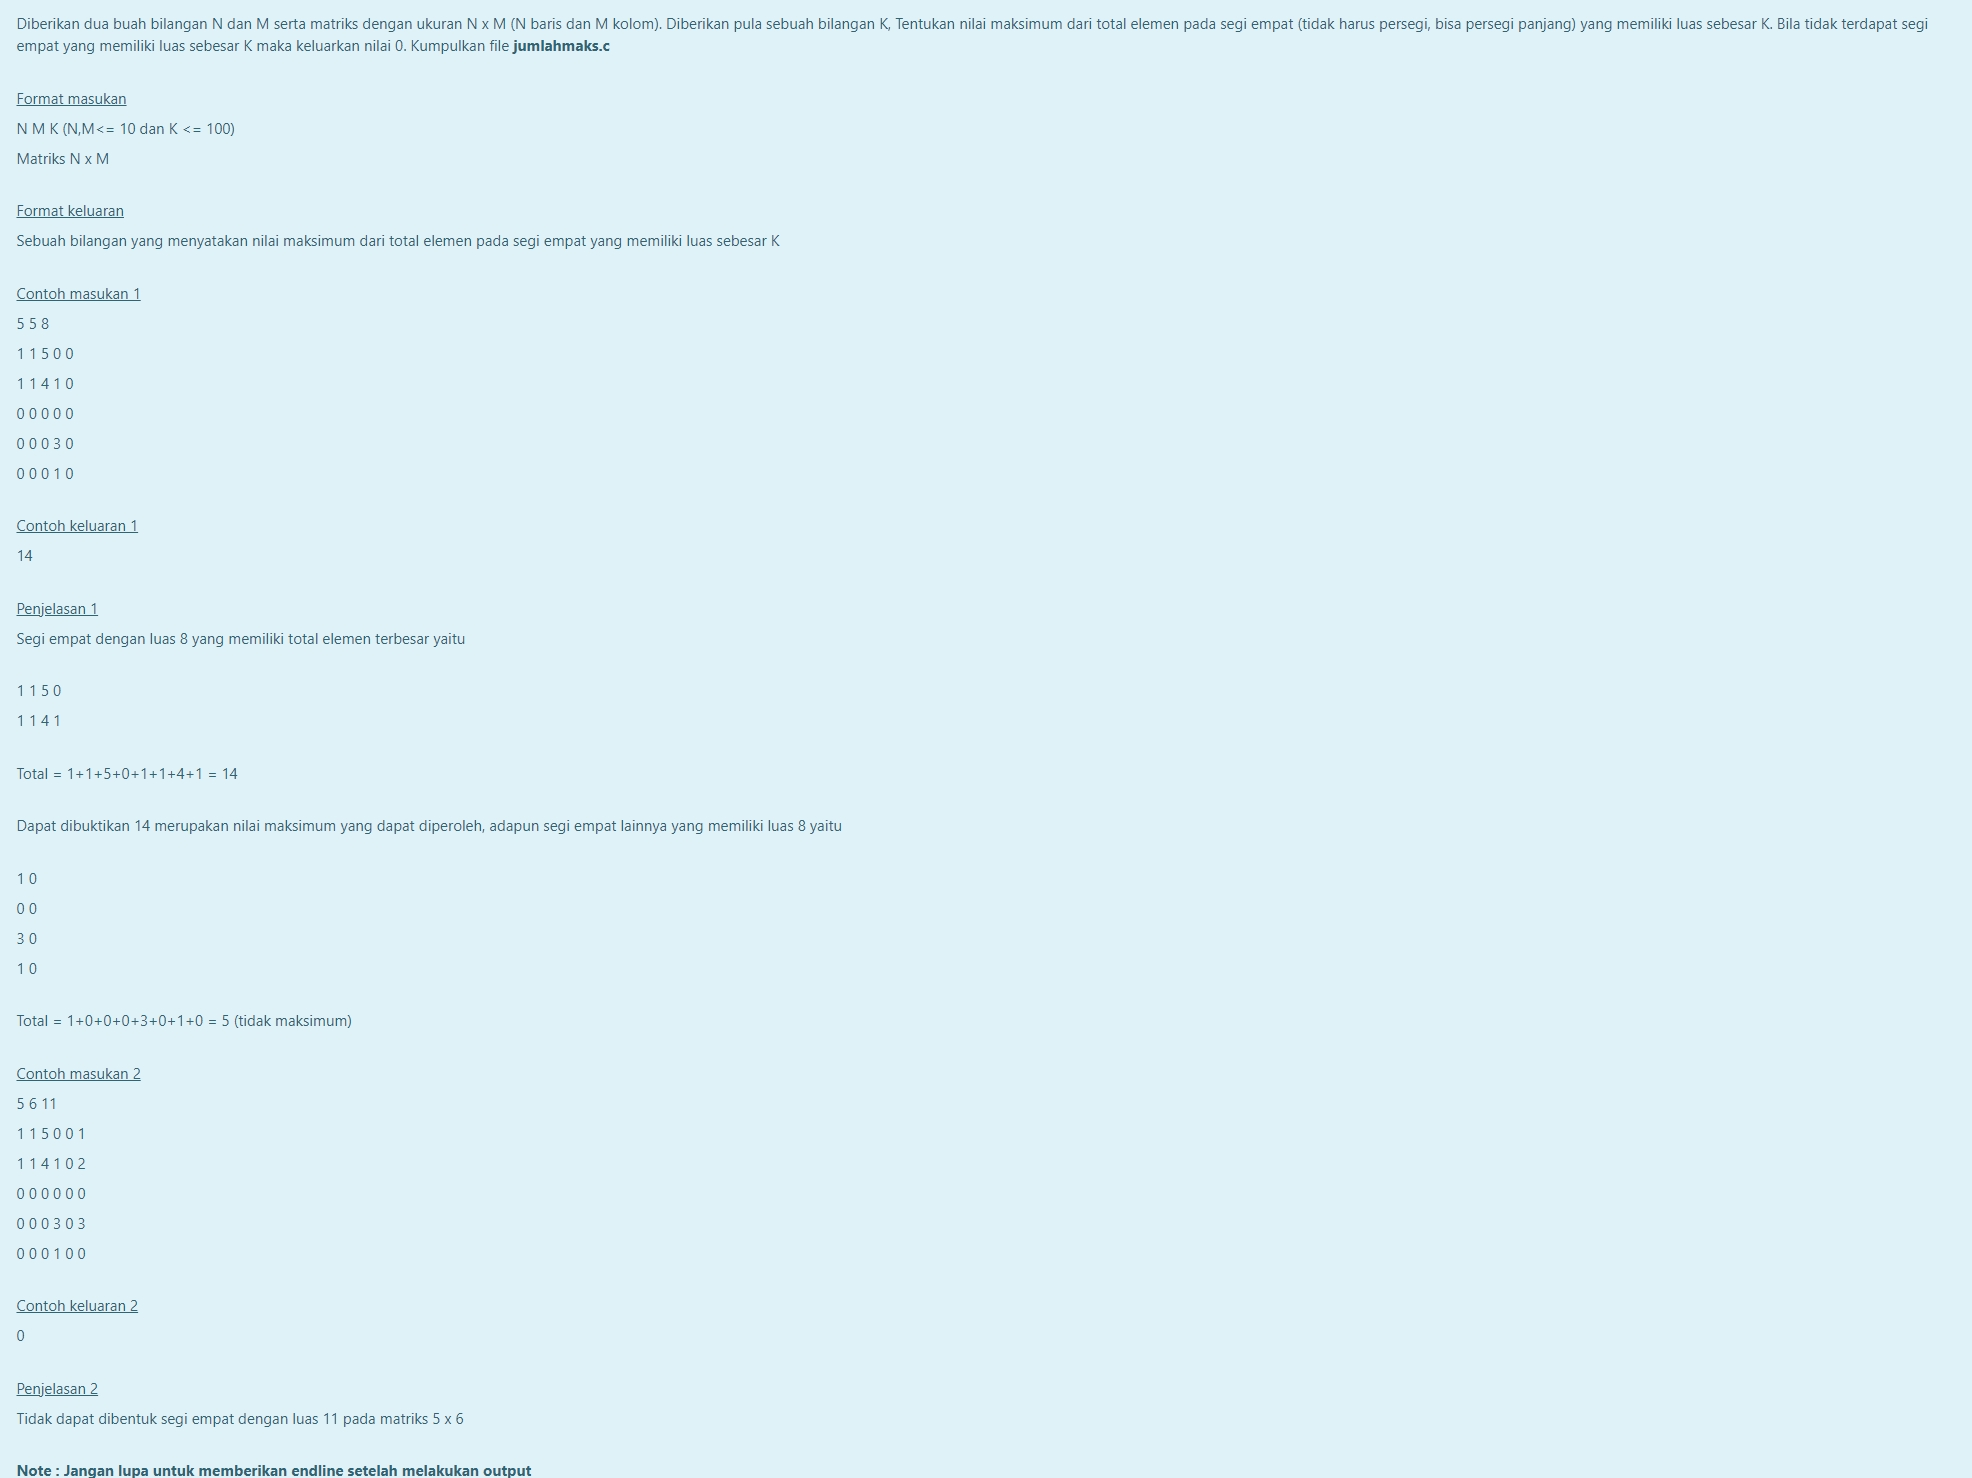 Diberikan dua buah bilangan N dan M serta matriks dengan ukuran N x M (N baris dan M kolom). Diberikan pula sebuah bilangan K, Tentukan nilai maksimum dari total elemen pada segi empat (tidak harus persegi, bisa persegi panjang) yang memiliki luas sebesar K. Bila tidak terdapat segi
empat yang memiliki luas sebesar K maka keluarkan nilai 0. Kumpulkan file jumlahmaks.c
Format masukan
N M K (N,M<= 10 dan K <= 100)
Matriks N x M
Format keluaran
Sebuah bilangan yang menyatakan nilai maksimum dari total elemen pada segi empat yang memiliki luas sebesar K
Contoh masukan 1
5 5 8
1 1 5 0 0
1 1 4 1 0
0 0 0 0 0
0 0 0 3 0
0 0 0 1 0
Contoh keluaran 1
14
Penjelasan 1
Segi empat dengan luas 8 yang memiliki total elemen terbesar yaitu
1 1 5 0
1 1 4 1
Total = 1+1+5+0+1+1+4+1 = 14
Dapat dibuktikan 14 merupakan nilai maksimum yang dapat diperoleh, adapun segi empat lainnya yang memiliki luas 8 yaitu
1 0
0 0
3 0
1 0
Total = 1+0+0+0+3+0+1+0 = 5 (tidak maksimum)
Contoh masukan 2
5 6 11
1 1 5 0 0 1
1 1 4 1 0 2
0 0 0 0 0 0
0 0 0 3 0 3
0 0 0 1 0 0
Contoh keluaran 2
0
Penjelasan 2
Tidak dapat dibentuk segi empat dengan luas 11 pada matriks 5 x 6
Note : Jangan lupa untuk memberikan endline setelah melakukan output